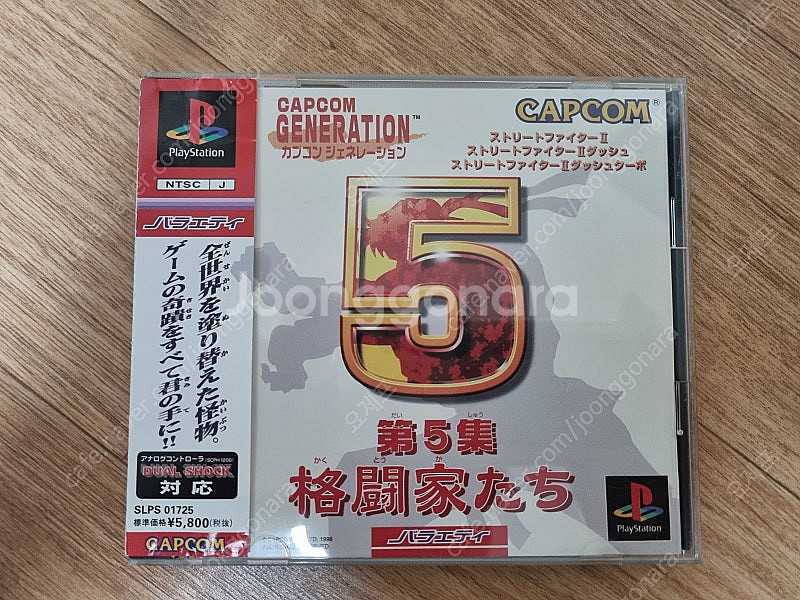 PlayStation
NTSC J
バラエティ
全世界を塗り替えた怪物。
ゲームの奇蹟をすべて君の手に!!
アナログコントローラ(SCPH1200)
DUAL SHOCK
対応
SLPS 01725
標準価格¥5,800(税抜)
CAPCOM
CAPCOM
GENERATION™
カプコン ジェネレーション
CAPCOM®
ストリートファイターⅡ
ストリートファイターⅡダッシュ
ストリートファイターⅡダッシュターボ
5
第5集
格闘家たち
バラエティ
PlayStation
joonggonara